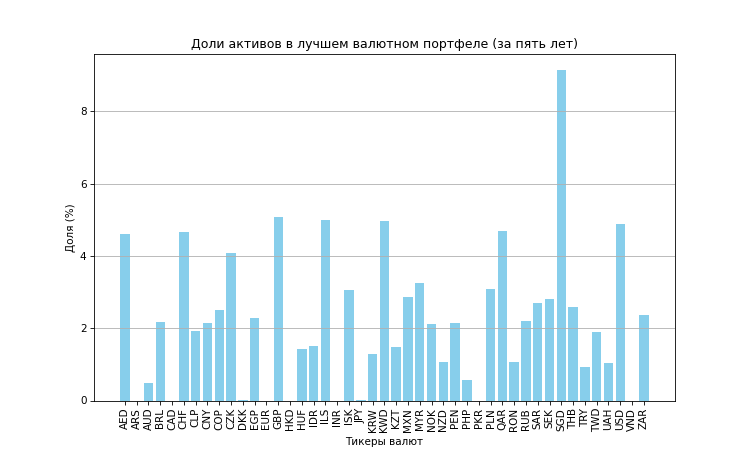 Доли активов в лучшем валютном портфеле (за пять лет)
Доля (%)
8
6
4
2
0
AED ARS AUD BRL CAD CHF CLP CNY COP CZK DKK EGP EUR GBP HKD HUF IDR ILS INR ISK JPY KRW KWD KZT MXN MYR NOK NZD PEN PHP PKR PLN QAR RON RUB SAR SEK SGD THB TRY TWD UAH USD VND ZAR
Тикеры валют